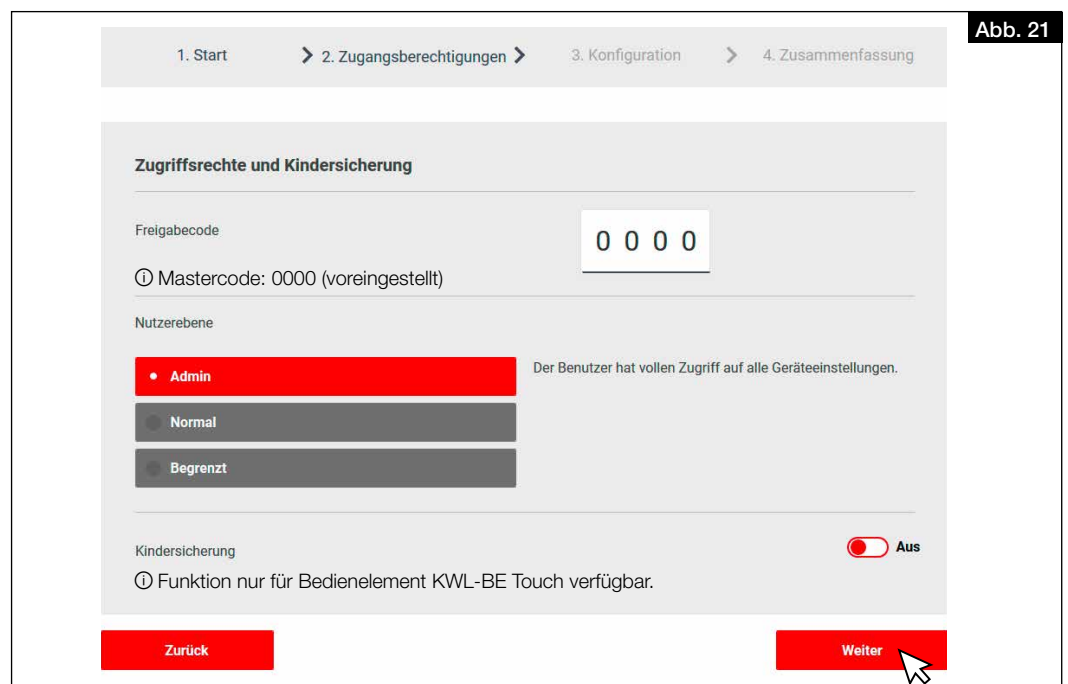 Abb. 21
1. Start > 2. Zugangsberechtigungen > 3. Konfiguration > 4. Zusammenfassung
Zugriffsrechte und Kindersicherung
Freigabecode 0 0 0 0
ⓘ Mastercode: 0000 (voreingestellt)
Nutzerebene
Admin Der Benutzer hat vollen Zugriff auf alle Geräteeinstellungen.
Normal
Begrenzt
Kindersicherung Aus
ⓘ Funktion nur für Bedienelement KWL-BE Touch verfügbar.
Zurück Weiter